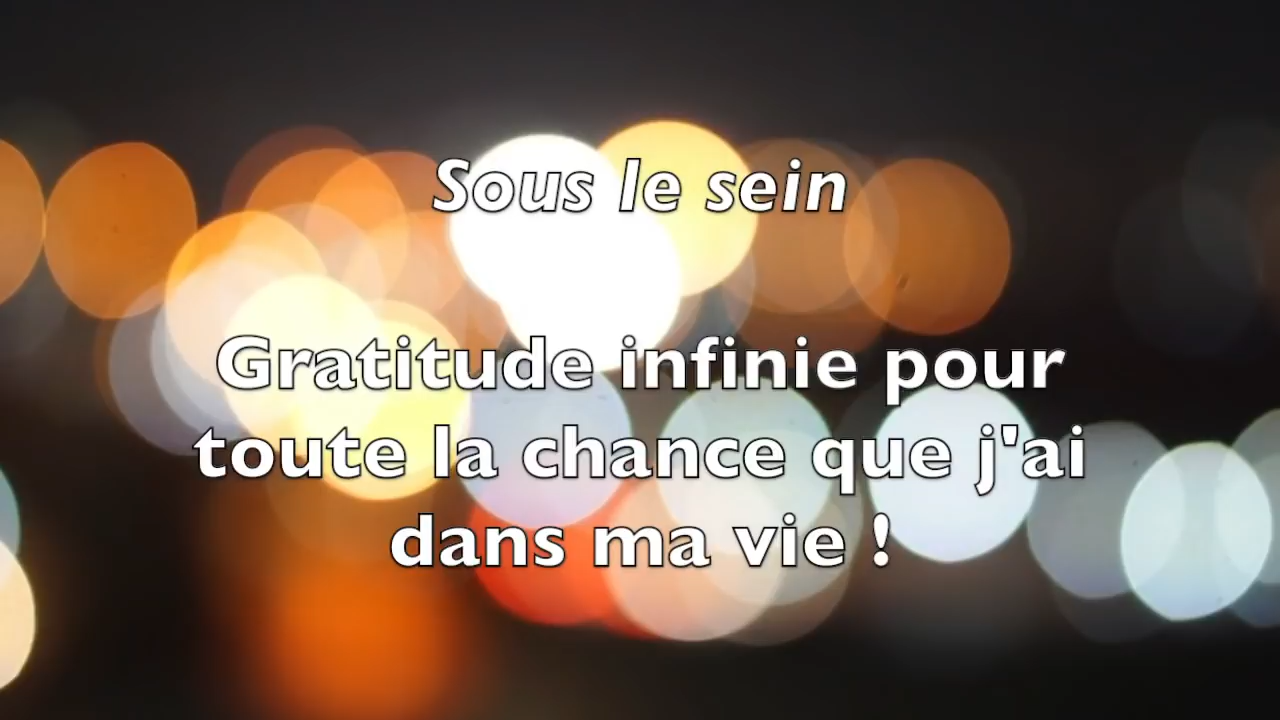 Sous le sein
Gratitude infinie pour
toute la chance que j'ai
dans ma vie !